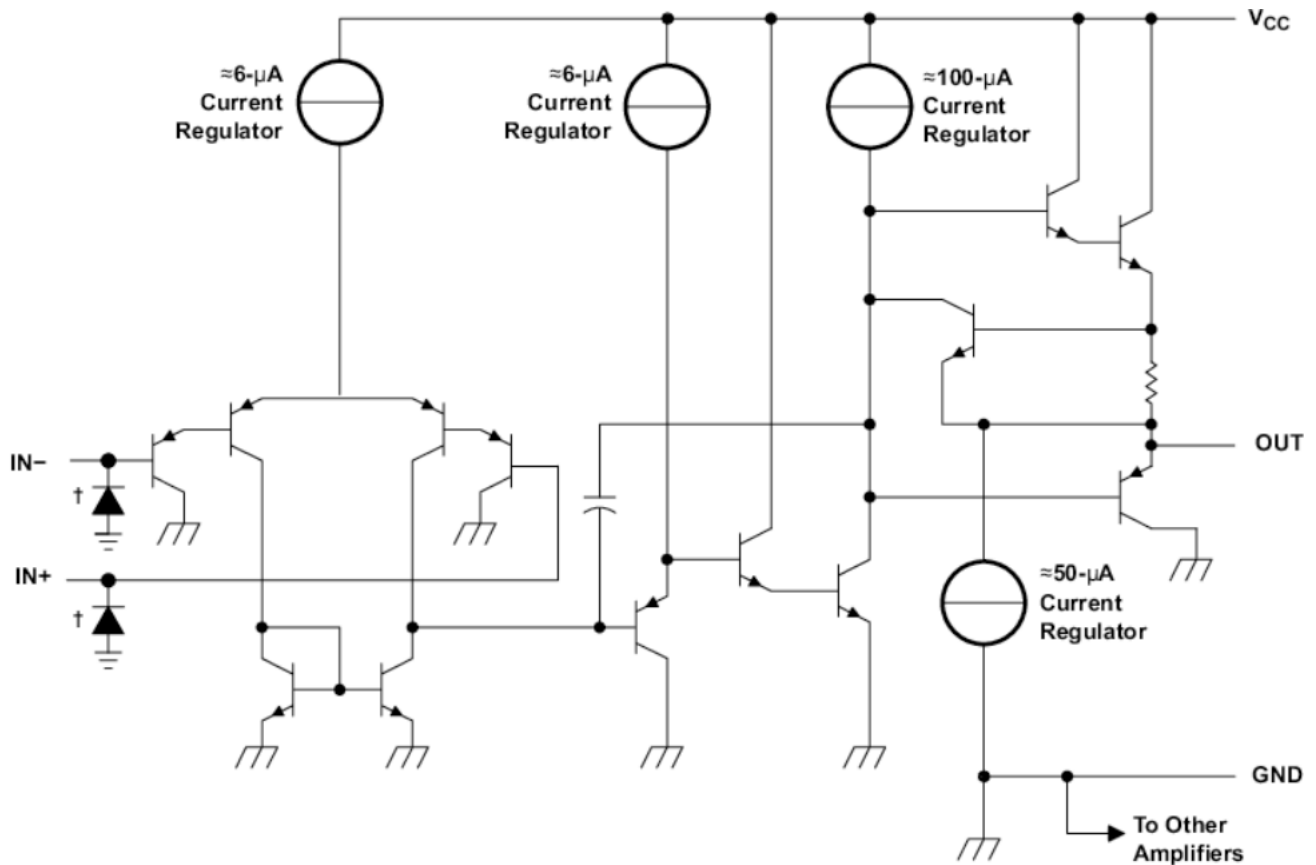 V_CC
≈6-µA
Current
Regulator
≈6-µA
Current
Regulator
≈100-µA
Current
Regulator
IN−
†
OUT
IN+
†
≈50-µA
Current
Regulator
GND
To Other
Amplifiers